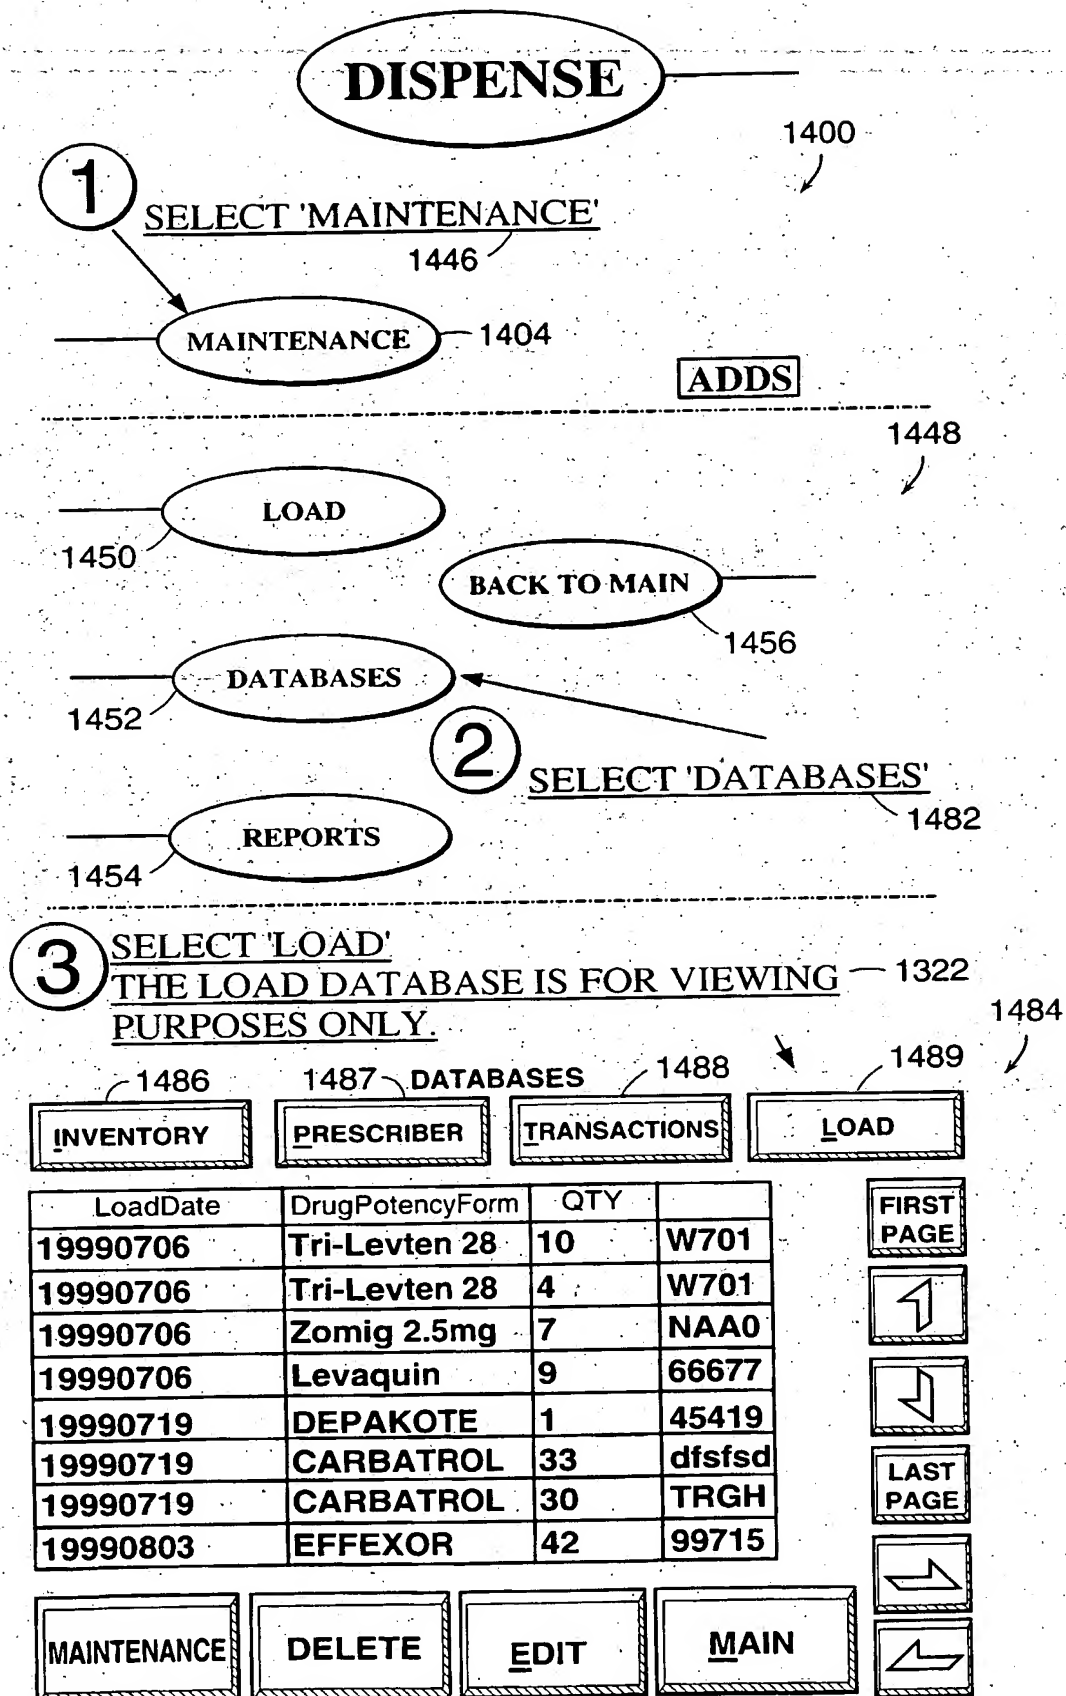 DISPENSE
1400
1
SELECT 'MAINTENANCE'
1446
MAINTENANCE
1404
ADDS
1448
LOAD
1450
BACK TO MAIN
1456
DATABASES
1452
2
SELECT 'DATABASES'
1482
REPORTS
1454
3
SELECT 'LOAD'
THE LOAD DATABASE IS FOR VIEWING
1322
PURPOSES ONLY.
1484
1486 1487 DATABASES 1488 1489
INVENTORY PRESCRIBER TRANSACTIONS LOAD
LoadDate DrugPotencyForm QTY
19990706 Tri-Levten 28 10 W701
19990706 Tri-Levten 28 4 W701
19990706 Zomig 2.5mg 7 NAA0
19990706 Levaquin 9 66677
19990719 DEPAKOTE 1 45419
19990719 CARBATROL 33 dfsfsd
19990719 CARBATROL 30 TRGH
19990803 EFFEXOR 42 99715
FIRST
PAGE
LAST
PAGE
MAINTENANCE DELETE EDIT MAIN